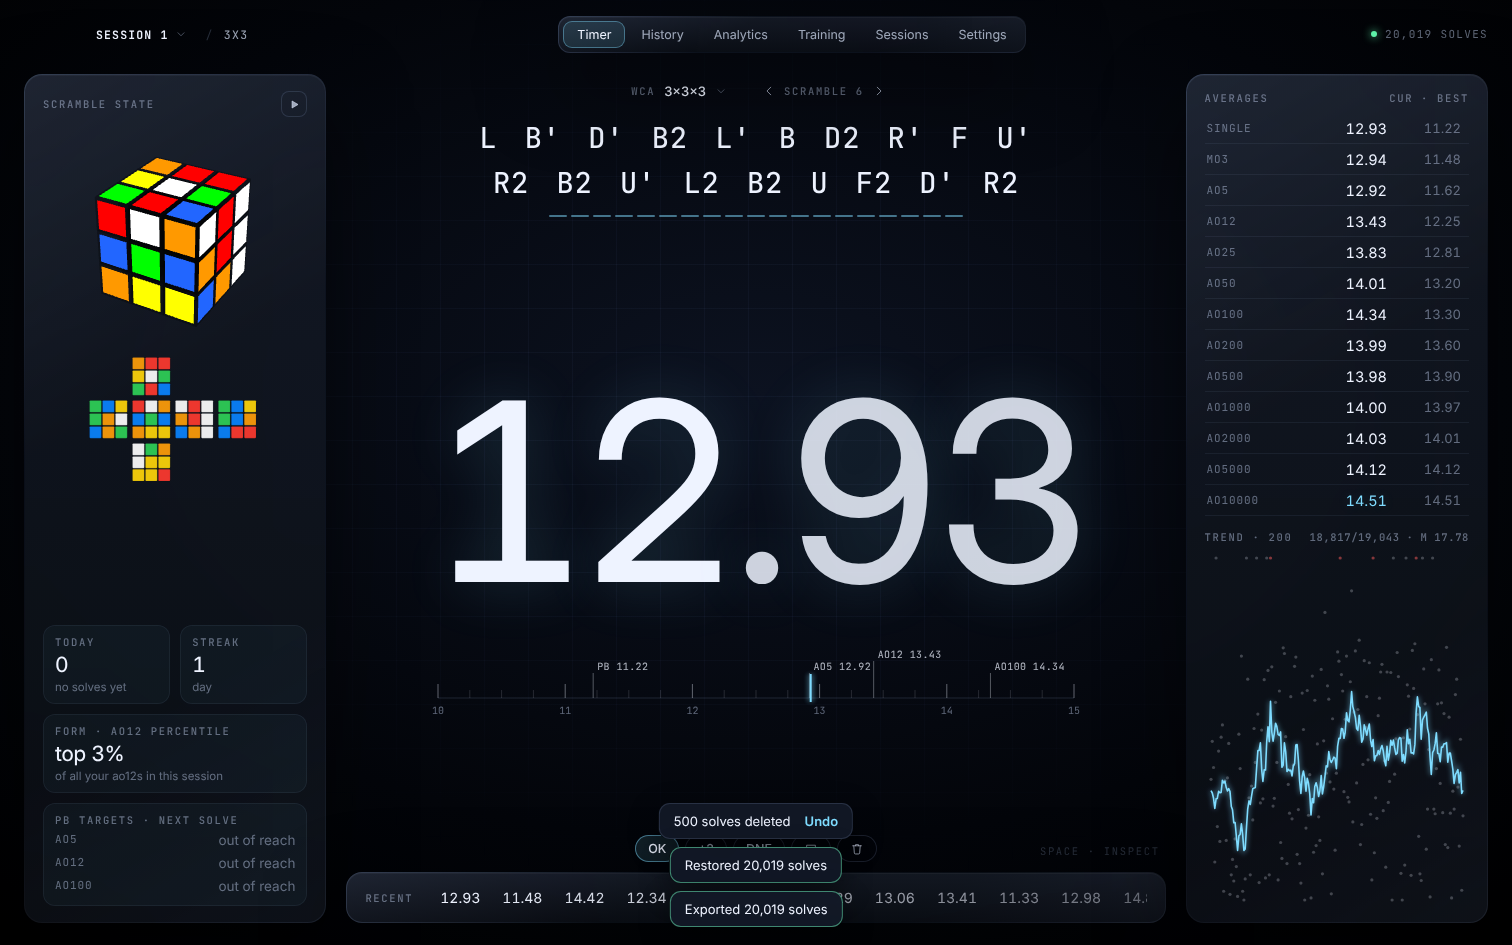 SESSION 1 / 3X3
Timer History Analytics Training Sessions Settings
20,019 SOLVES
SCRAMBLE STATE
TODAY
0
no solves yet
STREAK
1
day
FORM · AO12 PERCENTILE
top 3%
of all your ao12s in this session
PB TARGETS · NEXT SOLVE
AO5 out of reach
AO12 out of reach
AO100 out of reach
WCA 3×3×3 SCRAMBLE 6
L B' D' B2 L' B D2 R' F U'
R2 B2 U' L2 B2 U F2 D' R2
12.93
AO12 13.43
PB 11.22 AO5 12.92 AO100 14.34
10 11 12 13 14 15
500 solves deleted Undo
OK
SPACE · INSPECT
Restored 20,019 solves
RECENT 12.93 11.48 14.42 12.34 13.06 13.41 11.33 12.98
Exported 20,019 solves
AVERAGES CUR · BEST
SINGLE 12.93 11.22
MO3 12.94 11.48
AO5 12.92 11.62
AO12 13.43 12.25
AO25 13.83 12.81
AO50 14.01 13.20
AO100 14.34 13.30
AO200 13.99 13.60
AO500 13.98 13.90
AO1000 14.00 13.97
AO2000 14.03 14.01
AO5000 14.12 14.12
AO10000 14.51 14.51
TREND · 200 18,817/19,043 · M 17.78